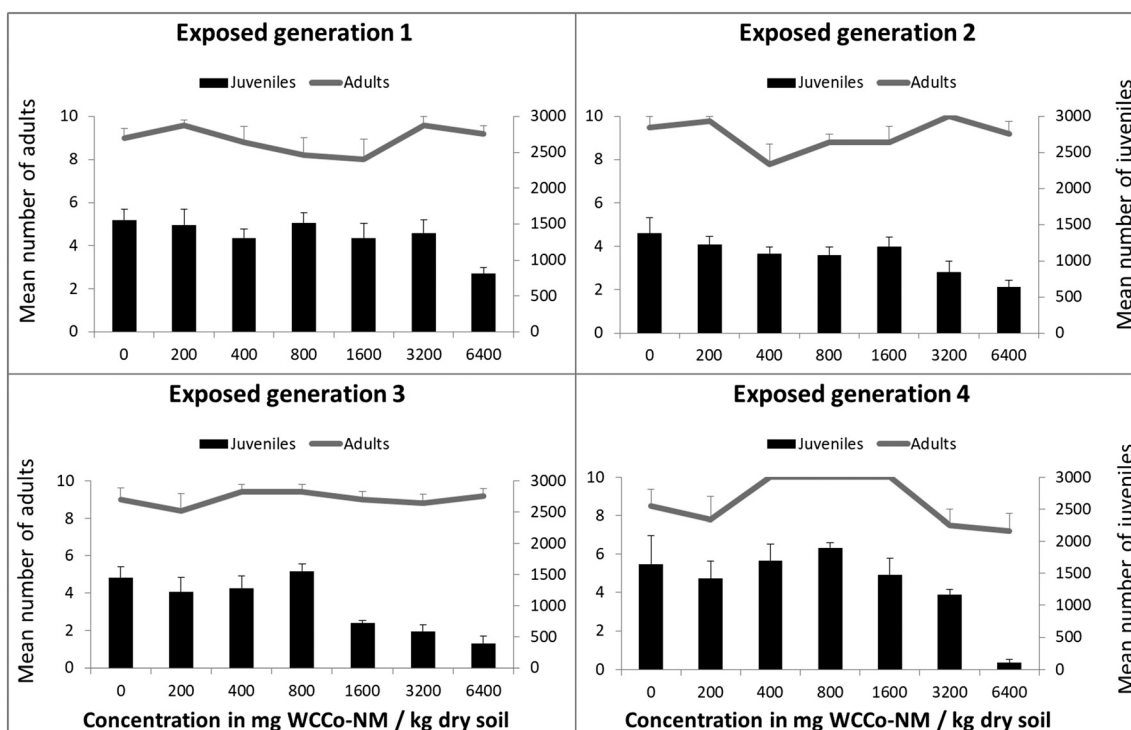 Exposed generation 1
Juveniles Adults
Mean number of adults
10
8
6
4
2
0
3000
2500
2000
1500
1000
500
0
0 200 400 800 1600 3200 6400
Exposed generation 2
Juveniles Adults
10
8
6
4
2
0
3000
2500
2000
1500
1000
500
0
Mean number of juveniles
0 200 400 800 1600 3200 6400
Exposed generation 3
Juveniles Adults
Mean number of adults
10
8
6
4
2
0
3000
2500
2000
1500
1000
500
0
0 200 400 800 1600 3200 6400
Concentration in mg WCCo-NM / kg dry soil
Exposed generation 4
Juveniles Adults
10
8
6
4
2
0
3000
2500
2000
1500
1000
500
0
Mean number of juveniles
0 200 400 800 1600 3200 6400
Concentration in mg WCCo-NM / kg dry soil